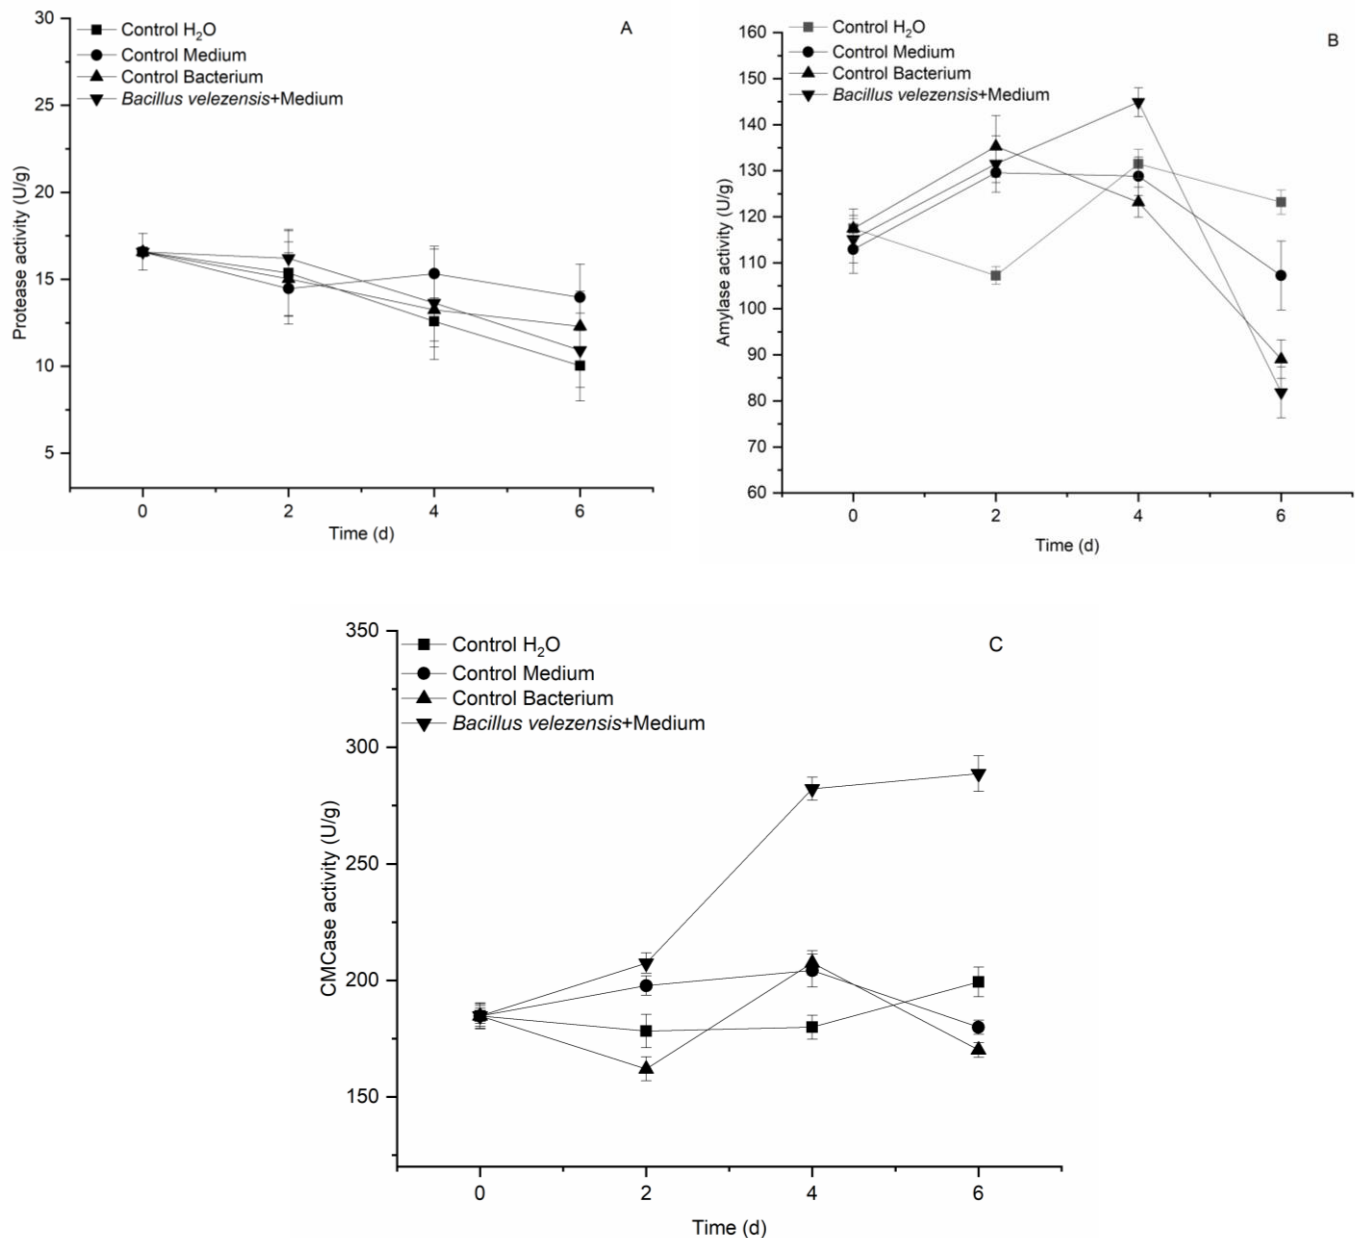 A
Control H₂O
Control Medium
Control Bacterium
Bacillus velezensis+Medium
Protease activity (U/g)
30
25
20
15
10
5
0 2 4 6
Time (d)
B
Control H₂O
Control Medium
Control Bacterium
Bacillus velezensis+Medium
Amylase activity (U/g)
160
150
140
130
120
110
100
90
80
70
60
0 2 4 6
Time (d)
C
Control H₂O
Control Medium
Control Bacterium
Bacillus velezensis+Medium
CMCase activity (U/g)
350
300
250
200
150
0 2 4 6
Time (d)